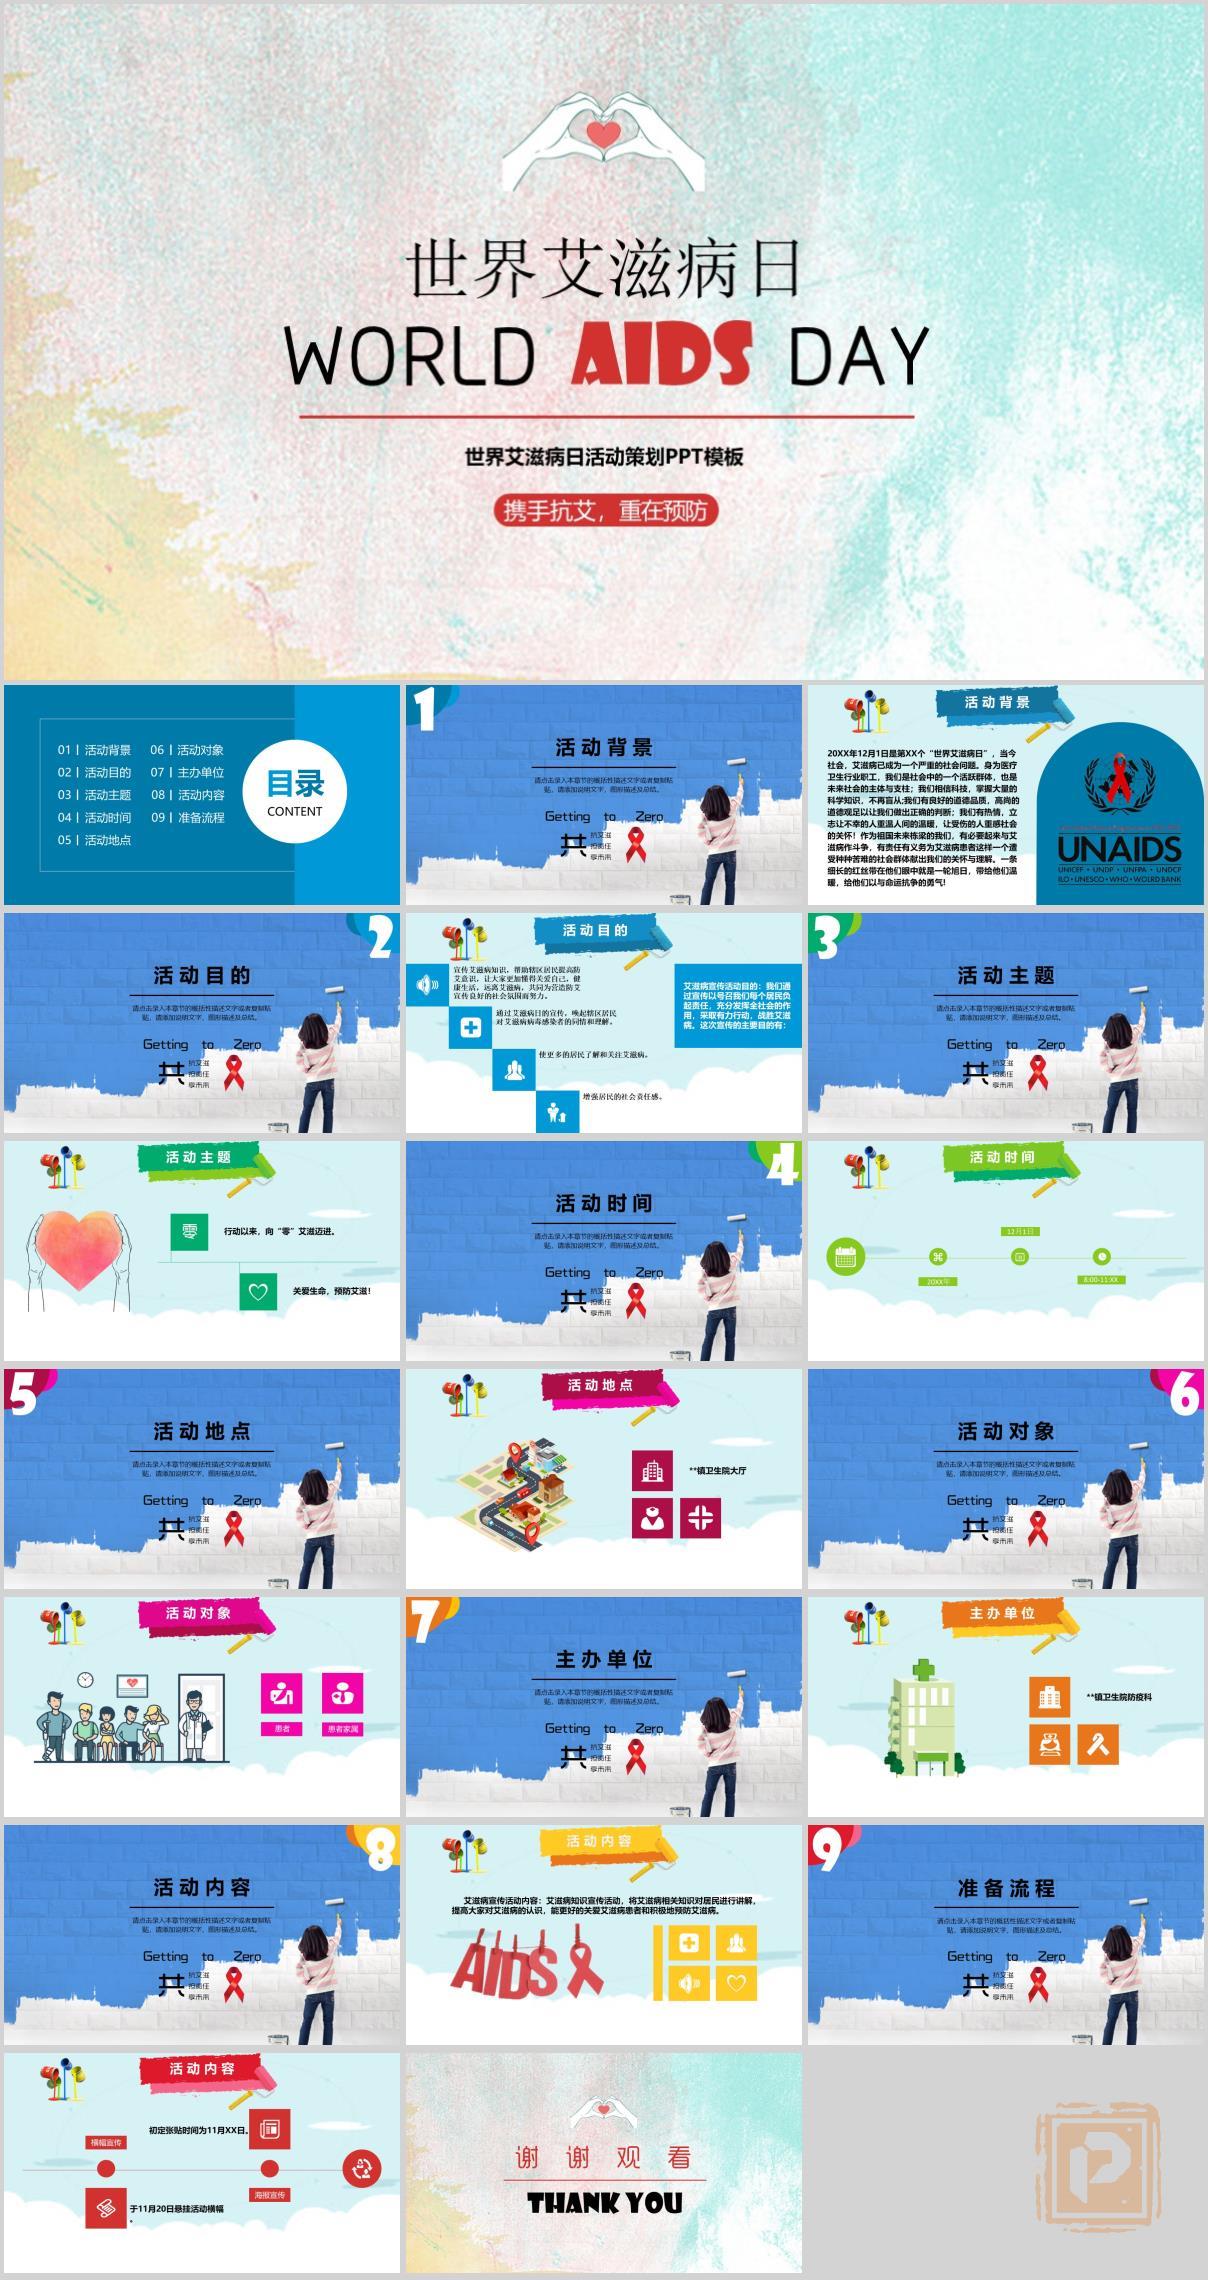 世界艾滋病日
WORLD AIDS DAY
世界艾滋病日活动策划PPT模板
携手抗艾，重在预防
01丨活动背景
02丨活动目的
03丨活动主题
04丨活动时间
05丨活动地点
06丨活动对象
07丨主办单位
08丨活动内容
09丨准备流程
目录
CONTENT
1
活动背景
请点击录入本章节的概括性描述文字或者复制粘
贴，请添加说明文字，图形描述及总结。
Getting to Zero
共
抗艾滋
担责任
享未来
活动背景
20XX年12月1日是第XX个“世界艾滋病日”，当今
社会，艾滋病已成为一个严重的社会问题。身为医疗
卫生行业职工，我们是社会中的一个活跃群体，也是
未来社会的主体与支柱；我们相信科技，掌握大量的
科学知识，不再盲从;我们有良好的道德品质，高尚的
道德观足以让我们做出正确的判断；我们有热情，立
志让不幸的人重温人间的温暖，让受伤的人重感社会
的关怀！作为祖国未来栋梁的我们，有必要起来与艾
滋病作斗争，有责任有义务为艾滋病患者这样一个遭
受种种苦难的社会群体献出我们的关怀与理解。一条
细长的红丝带在他们眼中就是一轮旭日，带给他们温
暖，给他们以与命运抗争的勇气!
UNAIDS
UNICEF • UNDP • UNFPA • UNDCP
ILO • UNESCO • WHO • WOLRD BANK
2
活动目的
请点击录入本章节的概括性描述文字或者复制粘
贴，请添加说明文字，图形描述及总结。
Getting to Zero
共
抗艾滋
担责任
享未来
活动目的
宣传艾滋病知识，帮助辖区居民提高防
艾意识，让大家更加懂得关爱自己，健
康生活，远离艾滋病，共同为营造防艾
宣传良好的社会氛围而努力。
通过艾滋病日的宣传，唤起辖区居民
对艾滋病病毒感染者的同情和理解。
使更多的居民了解和关注艾滋病。
增强居民的社会责任感。
艾滋病宣传活动目的：我们通
过宣传以号召我们每个居民负
起责任，充分发挥全社会的作
用，采取有力行动，战胜艾滋
病。这次宣传的主要目的有：
3
活动主题
请点击录入本章节的概括性描述文字或者复制粘
贴，请添加说明文字，图形描述及总结。
Getting to Zero
共
抗艾滋
担责任
享未来
活动主题
零
行动以来，向“零”艾滋迈进。
关爱生命，预防艾滋！
4
活动时间
请点击录入本章节的概括性描述文字或者复制粘
贴，请添加说明文字，图形描述及总结。
Getting to Zero
共
抗艾滋
担责任
享未来
活动时间
20XX年
12月1日
8:00-11:XX
5
活动地点
请点击录入本章节的概括性描述文字或者复制粘
贴，请添加说明文字，图形描述及总结。
Getting to Zero
共
抗艾滋
担责任
享未来
活动地点
**镇卫生院大厅
6
活动对象
请点击录入本章节的概括性描述文字或者复制粘
贴，请添加说明文字，图形描述及总结。
Getting to Zero
共
抗艾滋
担责任
享未来
活动对象
患者
患者家属
7
主办单位
请点击录入本章节的概括性描述文字或者复制粘
贴，请添加说明文字，图形描述及总结。
Getting to Zero
共
抗艾滋
担责任
享未来
主办单位
**镇卫生院防疫科
8
活动内容
请点击录入本章节的概括性描述文字或者复制粘
贴，请添加说明文字，图形描述及总结。
Getting to Zero
共
抗艾滋
担责任
享未来
活动内容
艾滋病宣传活动内容：艾滋病知识宣传活动，将艾滋病相关知识对居民进行讲解，
提高大家对艾滋病的认识，能更好的关爱艾滋病患者和积极地预防艾滋病。
AIDS
9
准备流程
请点击录入本章节的概括性描述文字或者复制粘
贴，请添加说明文字，图形描述及总结。
Getting to Zero
共
抗艾滋
担责任
享未来
活动内容
横幅宣传
初定张贴时间为11月XX日。
于11月20日悬挂活动横幅
。
海报宣传
谢谢观看
THANK YOU
P